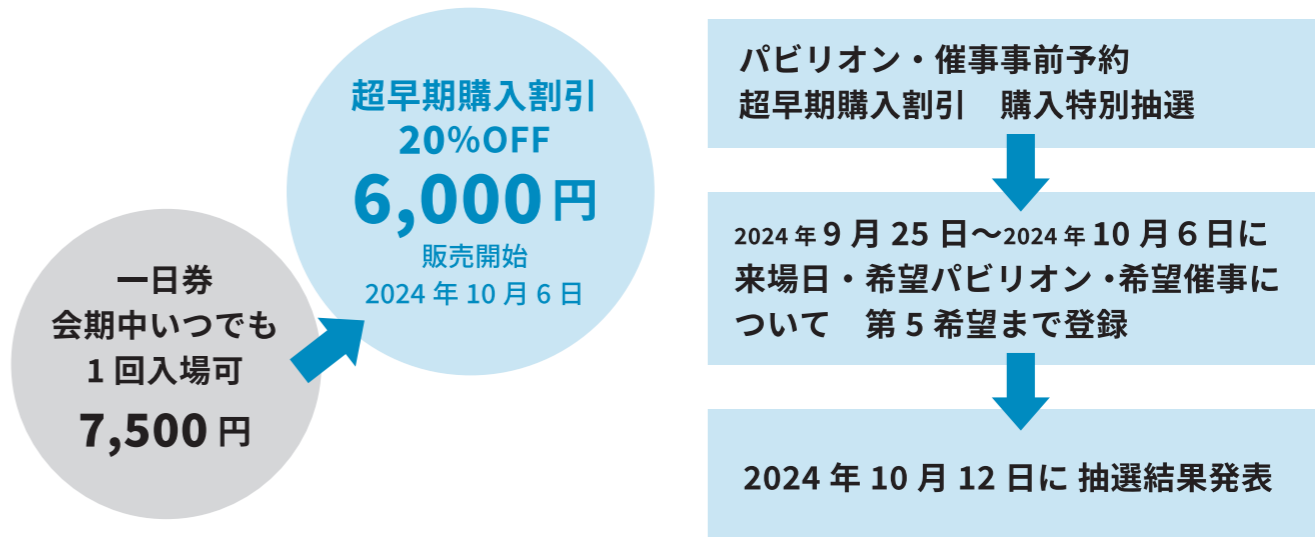 超早期購入割引
20%OFF
6,000円
販売開始
2024年10月6日
一日券
会期中いつでも
1回入場可
7,500円
パビリオン・催事事前予約
超早期購入割引　購入特別抽選
2024年9月25日～2024年10月6日に
来場日・希望パビリオン・希望催事に
ついて　第5希望まで登録
2024年10月12日に 抽選結果発表